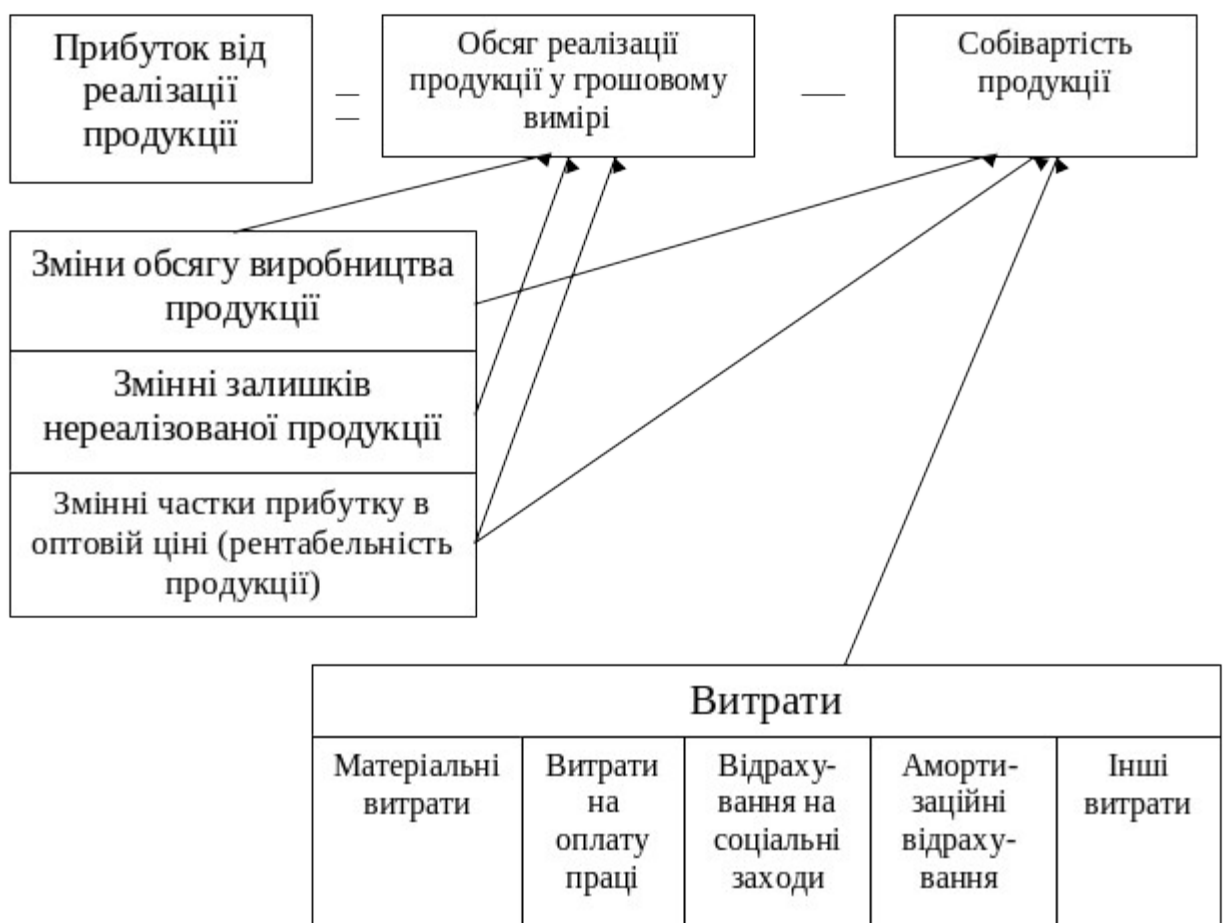 Прибуток від
реалізації
продукції
=
Обсяг реалізації
продукції у грошовому
вимірі
—
Собівартість
продукції
Зміни обсягу виробництва
продукції
Змінні залишків
нереалізованої продукції
Змінні частки прибутку в
оптовій ціні (рентабельність
продукції)
Витрати
Матеріальні
витрати
Витрати
на
оплату
праці
Відраху-
вання на
соціальні
заходи
Аморти-
заційні
відраху-
вання
Інші
витрати